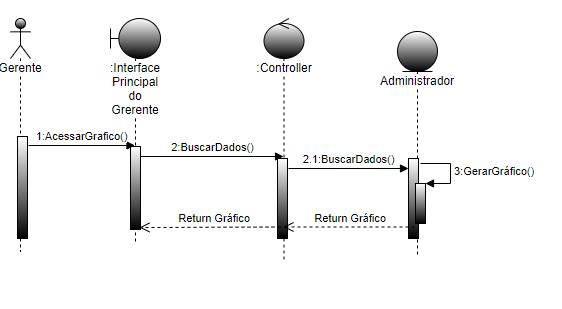 Gerente
:Interface
Principal
do
Grerente
:Controller
Administrador
1:AcessarGrafico()
2:BuscarDados()
2.1:BuscarDados()
3:GerarGráfico()
Return Gráfico
Return Gráfico